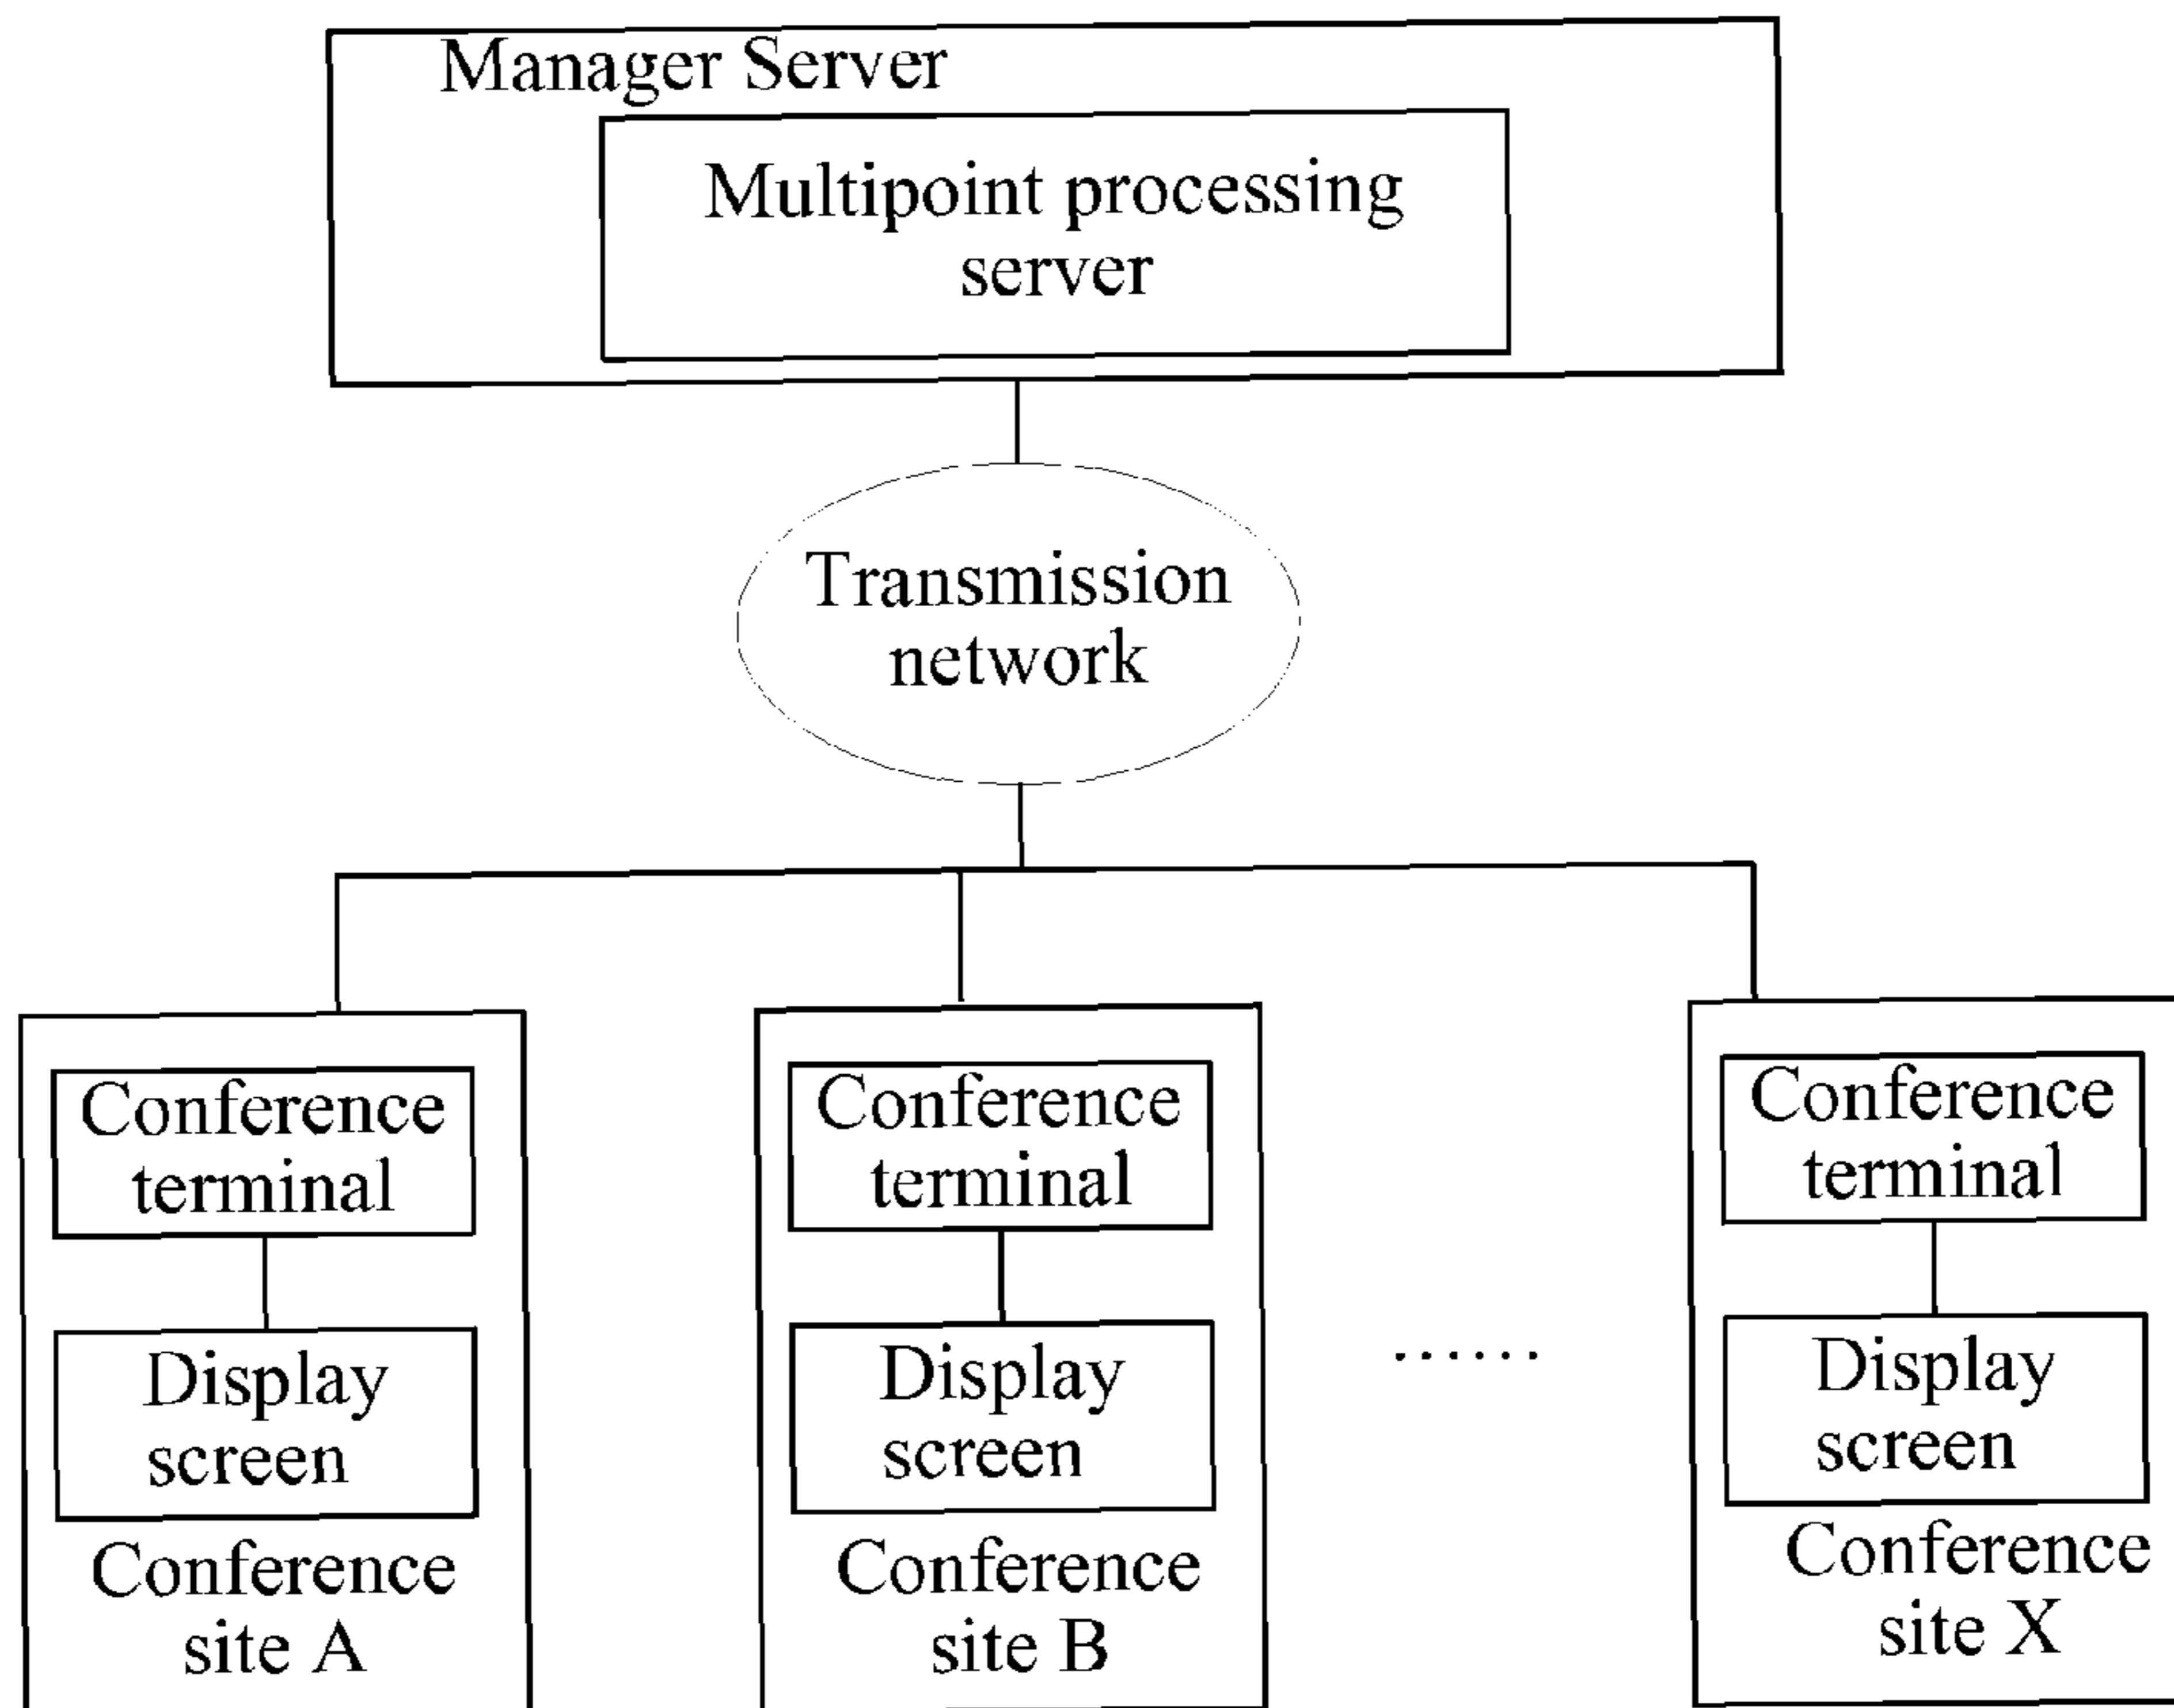 Manager Server
Multipoint processing
server
Transmission
network
Conference
terminal
Display
screen
Conference
site A
Conference
terminal
Display
screen
Conference
site B
......
Conference
terminal
Display
screen
Conference
site X